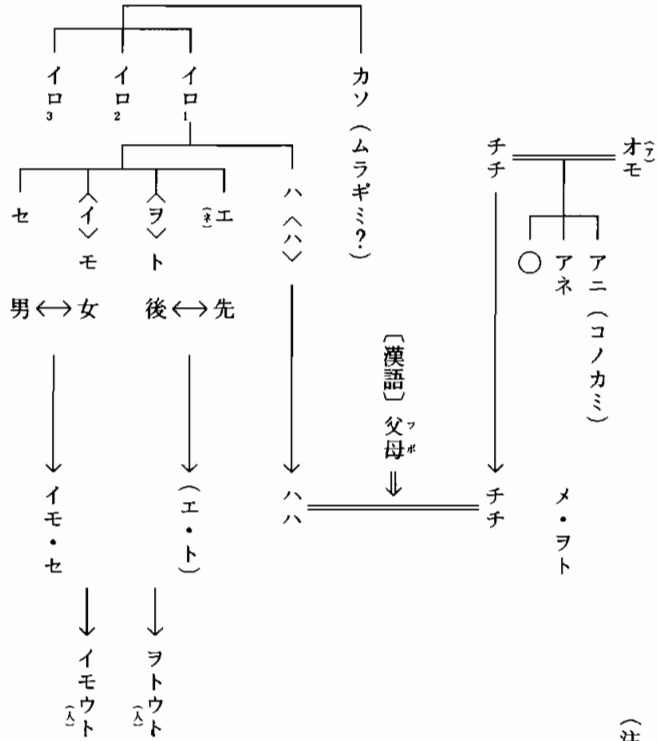 オモ(ア)
チチ
アニ(コノカミ)
アネ
○
メ・ヲト
チチ
〔漢語〕父母フボ
カソ(ムラギミ?)
イロ1
イロ2
イロ3
ハ〈ハ〉
ハハ
エ(ネ)
〈ヲ〉ト
〈イ〉モ
セ
先↔後
女↔男
(エ・ト)
イモ・セ
ヲトウト(人)
イモウト(人)
(注